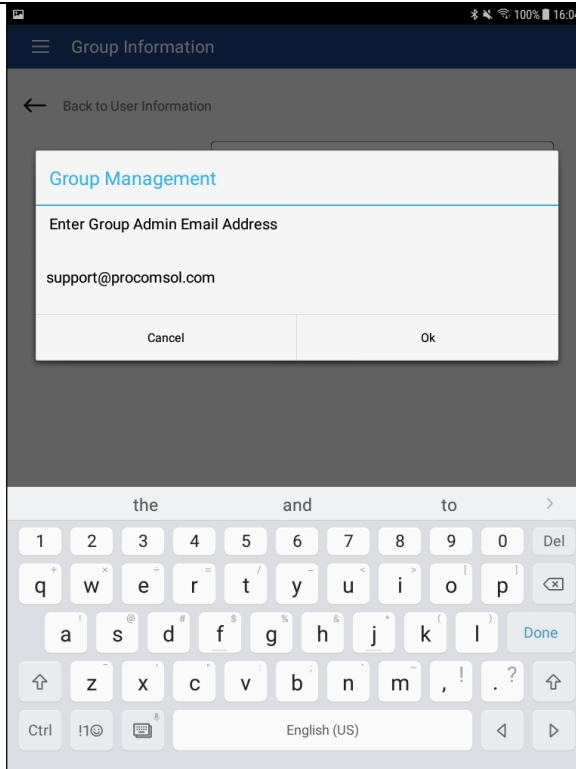 100% 16:04
Group Information
Back to User Information
Group Management
Enter Group Admin Email Address
support@procomsol.com
Cancel Ok
the and to >
1 2 3 4 5 6 7 8 9 0 Del
+ × ÷ = / _ < > [ ]
q w e r t y u i o p
! @ # $ % & * ( )
a s d f g h j k l Done
- ' " : ; , ~ ! ?
z x c v b n m , .
Ctrl !1☺ English (US)